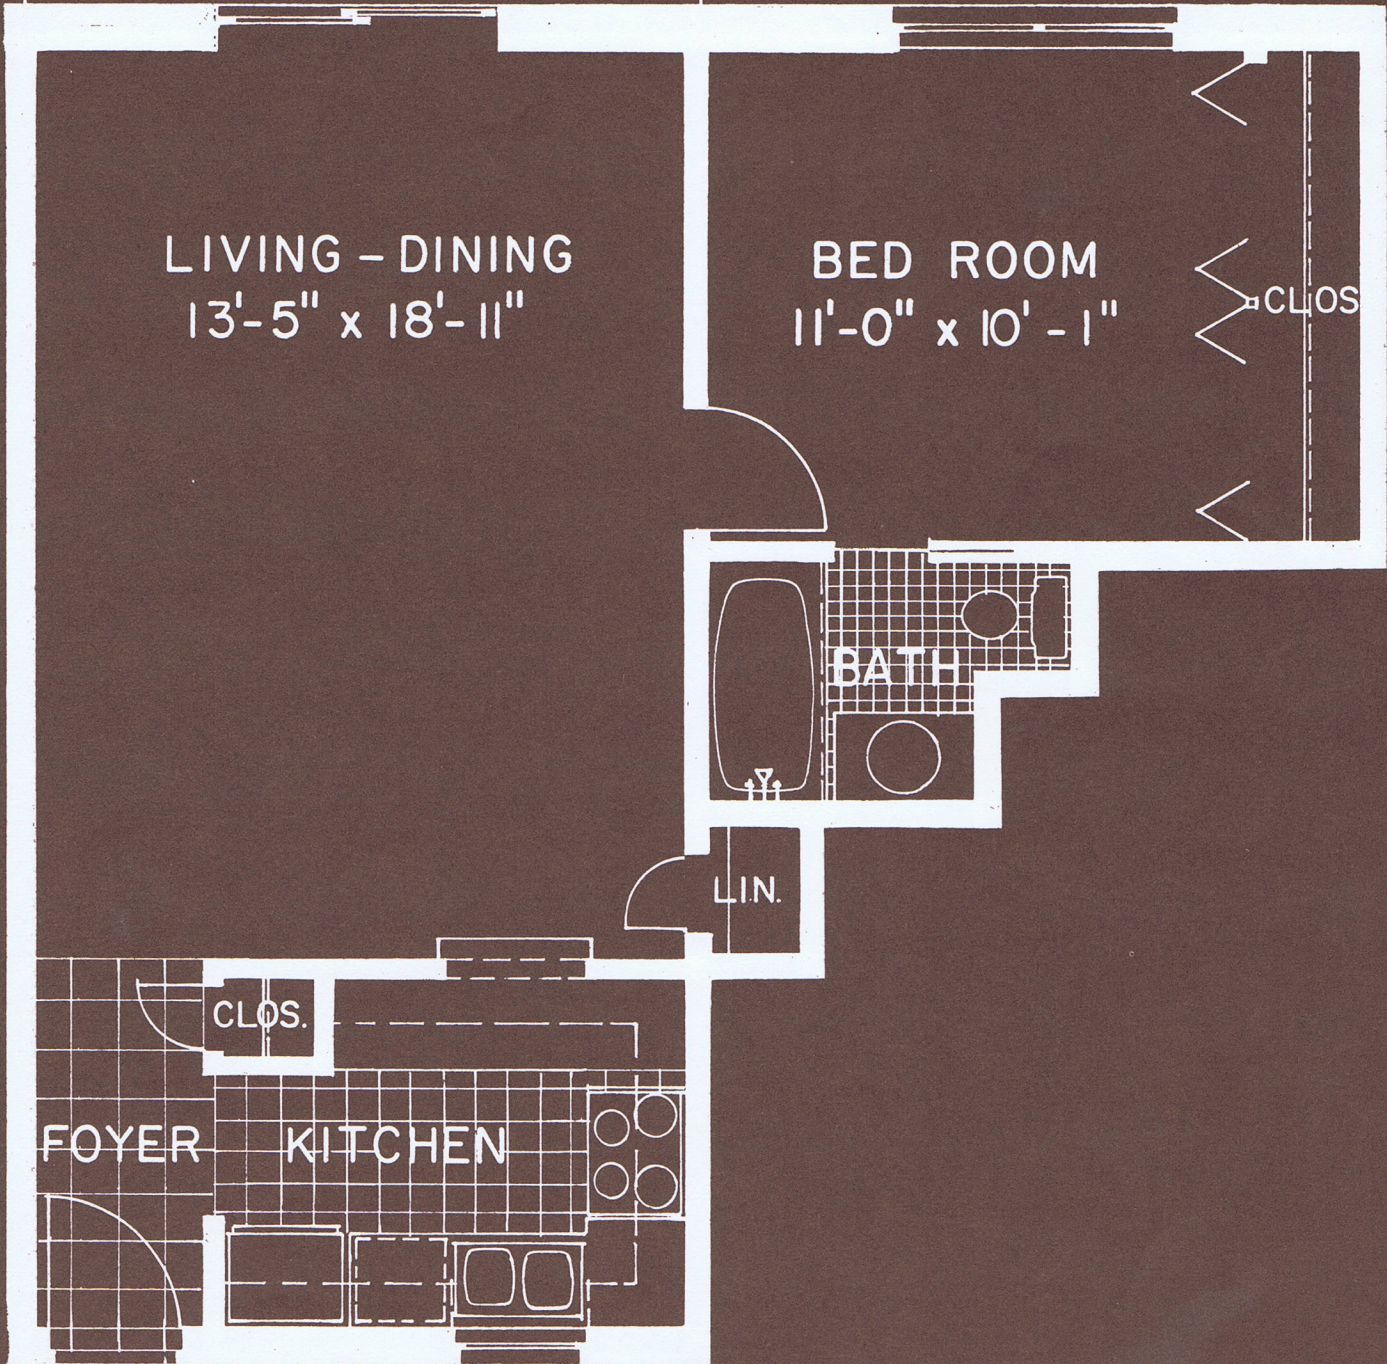 LIVING – DINING
13'-5" x 18'-11"
BED ROOM
11'-0" x 10' - 1"
CLOS
BATH
LIN.
CLOS.
FOYER
KITCHEN